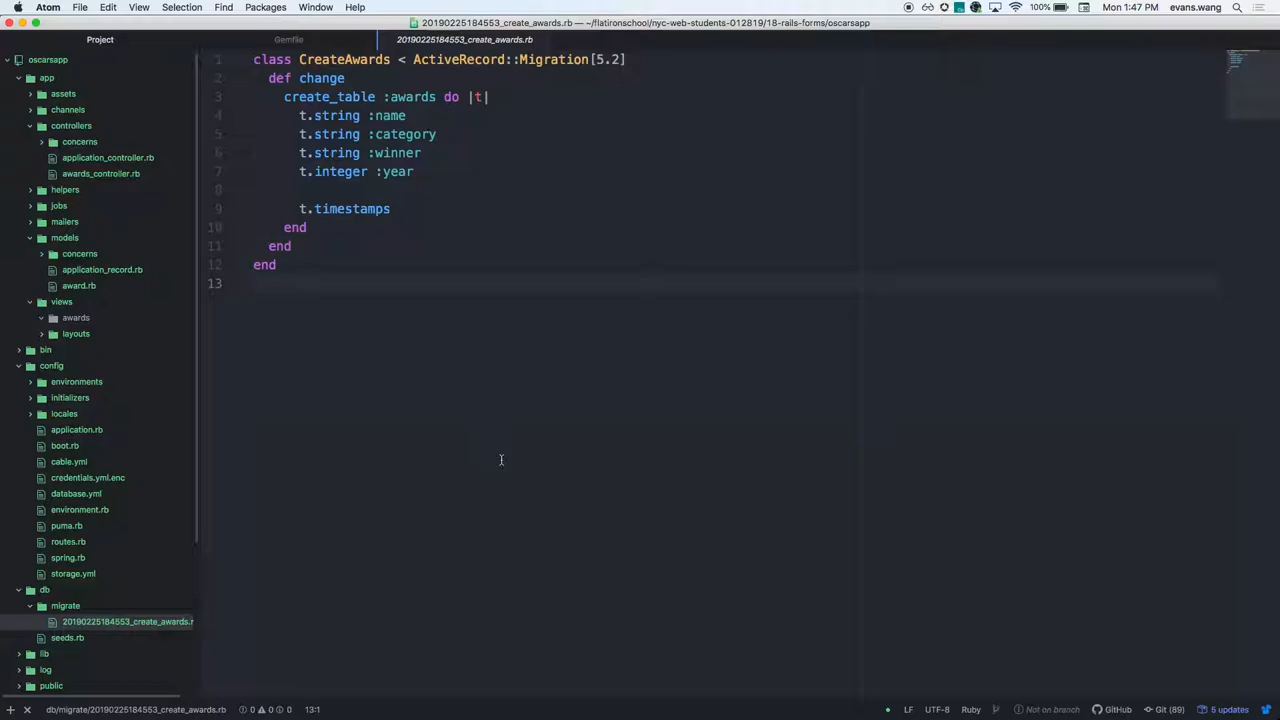 Atom File Edit View Selection Find Packages Window Help 100% Mon 1:47 PM evans.wang
20190225184553_create_awards.rb — ~/flatironschool/nyc-web-students-012819/18-rails-forms/oscarsapp
Project Gemfile 20190225184553_create_awards.rb
oscarsapp
app
assets
channels
controllers
concerns
application_controller.rb
awards_controller.rb
helpers
jobs
mailers
models
concerns
application_record.rb
award.rb
views
awards
layouts
bin
config
environments
initializers
locales
application.rb
boot.rb
cable.yml
credentials.yml.enc
database.yml
environment.rb
puma.rb
routes.rb
spring.rb
storage.yml
db
migrate
20190225184553_create_awards.r
seeds.rb
lib
log
public
1 class CreateAwards < ActiveRecord::Migration[5.2]
2 def change
3 create_table :awards do |t|
4 t.string :name
5 t.string :category
6 t.string :winner
7 t.integer :year
8
9 t.timestamps
10 end
11 end
12 end
13
db/migrate/20190225184553_create_awards.rb 0 0 0 13:1 LF UTF-8 Ruby Not on branch GitHub Git (89) 5 updates